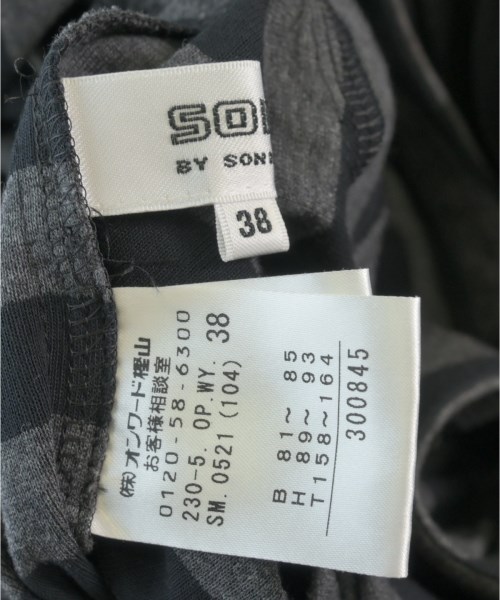 SO
BY SON
38
(株)オンワード樫山
お客様相談室
0120-58-6300
230-5. OP.WY. 38
SM. 0521 (104)
B 81〜 85
H 89〜 93
T158〜164
300845